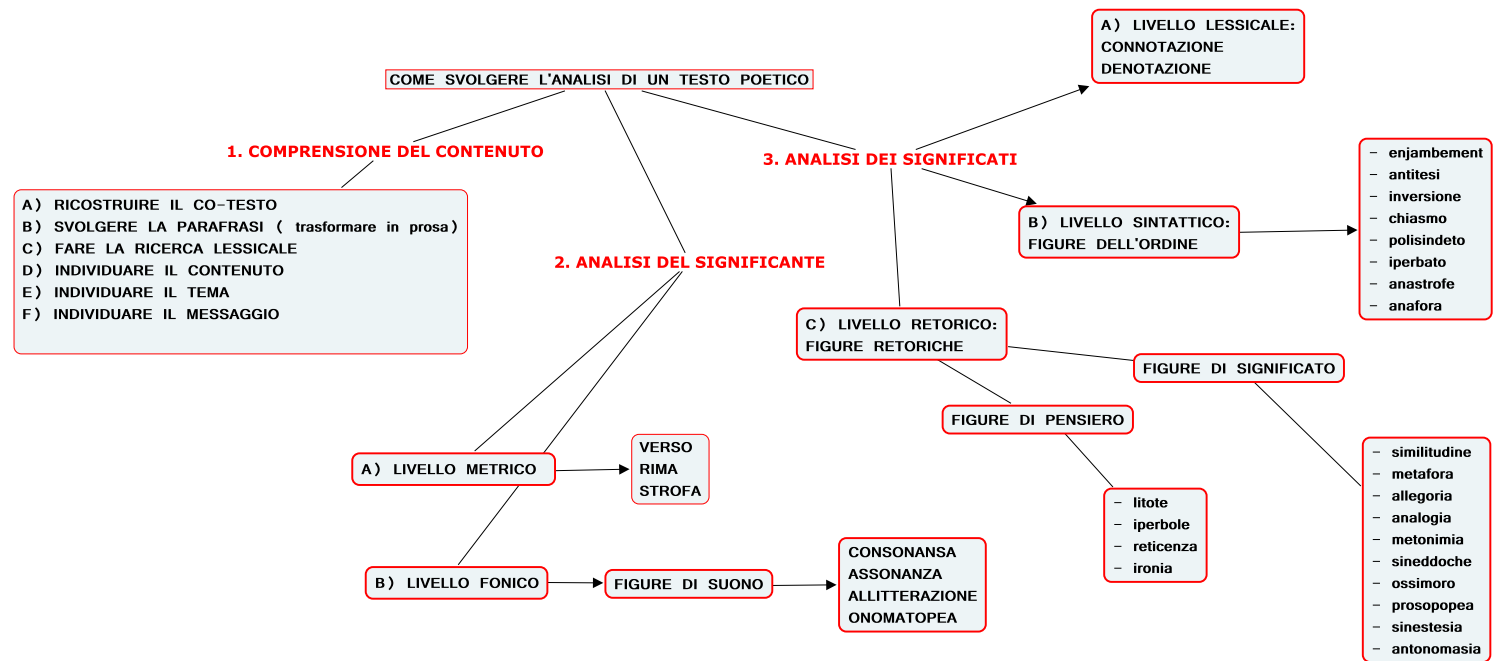 COME SVOLGERE L'ANALISI DI UN TESTO POETICO
1. COMPRENSIONE DEL CONTENUTO
A) RICOSTRUIRE IL CO-TESTO
B) SVOLGERE LA PARAFRASI ( trasformare in prosa)
C) FARE LA RICERCA LESSICALE
D) INDIVIDUARE IL CONTENUTO
E) INDIVIDUARE IL TEMA
F) INDIVIDUARE IL MESSAGGIO
2. ANALISI DEL SIGNIFICANTE
A) LIVELLO METRICO
VERSO
RIMA
STROFA
B) LIVELLO FONICO
FIGURE DI SUONO
CONSONANSA
ASSONANZA
ALLITTERAZIONE
ONOMATOPEA
3. ANALISI DEI SIGNIFICATI
A) LIVELLO LESSICALE:
CONNOTAZIONE
DENOTAZIONE
B) LIVELLO SINTATTICO:
FIGURE DELL'ORDINE
- enjambement
- antitesi
- inversione
- chiasmo
- polisindeto
- iperbato
- anastrofe
- anafora
C) LIVELLO RETORICO:
FIGURE RETORICHE
FIGURE DI PENSIERO
- litote
- iperbole
- reticenza
- ironia
FIGURE DI SIGNIFICATO
- similitudine
- metafora
- allegoria
- analogia
- metonimia
- sineddoche
- ossimoro
- prosopopea
- sinestesia
- antonomasia